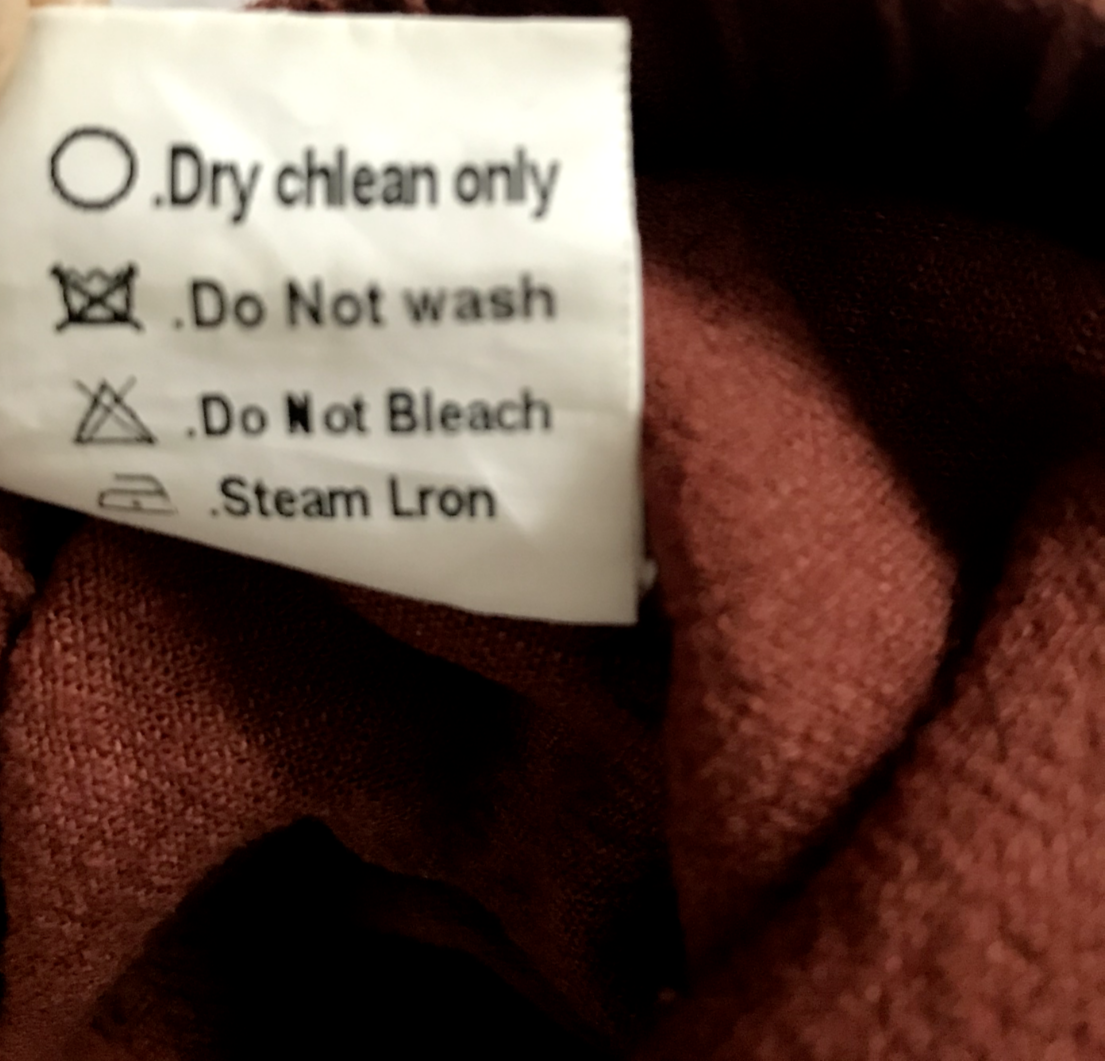 .Dry chlean only
.Do Not wash
.Do Not Bleach
.Steam Lron